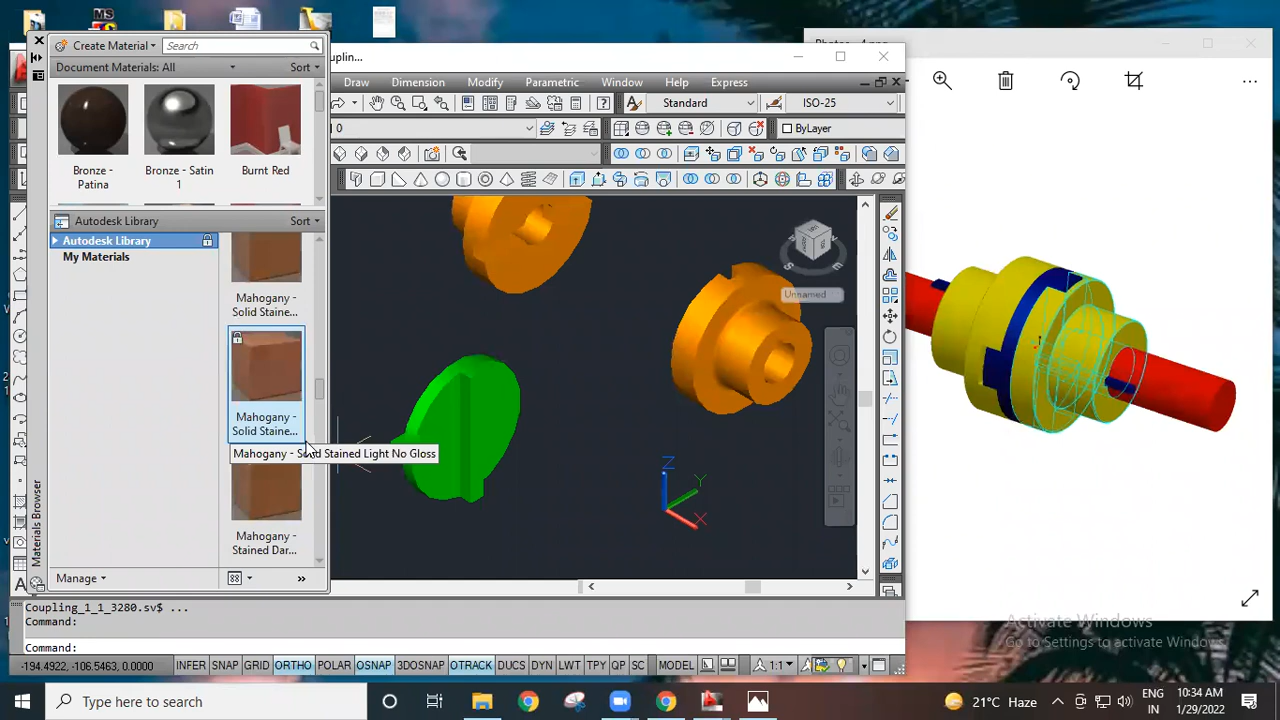 MS
Create Material
Search
Document Materials: All
Sort
Bronze -
Patina
Bronze - Satin
1
Burnt Red
Autodesk Library
Sort
Autodesk Library
My Materials
Mahogany -
Solid Staine...
Mahogany -
Solid Staine...
Mahogany - Solid Stained Light No Gloss
Mahogany -
Stained Dar...
Manage
Materials Browser
uplin...
Draw
Dimension
Modify
Parametric
Window
Help
Express
Standard
ISO-25
0
ByLayer
Unnamed
Z
Y
X
S
E
Coupling_1_1_3280.sv$ ...
Command:
Command:
-194.4922, -106.5463, 0.0000
INFER
SNAP
GRID
ORTHO
POLAR
OSNAP
3DOSNAP
OTRACK
DUCS
DYN
LWT
TPY
QP
SC
MODEL
1:1
Activate Windows
Go to Settings to activate Windows.
Type here to search
21°C Haze
ENG
IN
10:34 AM
1/29/2022